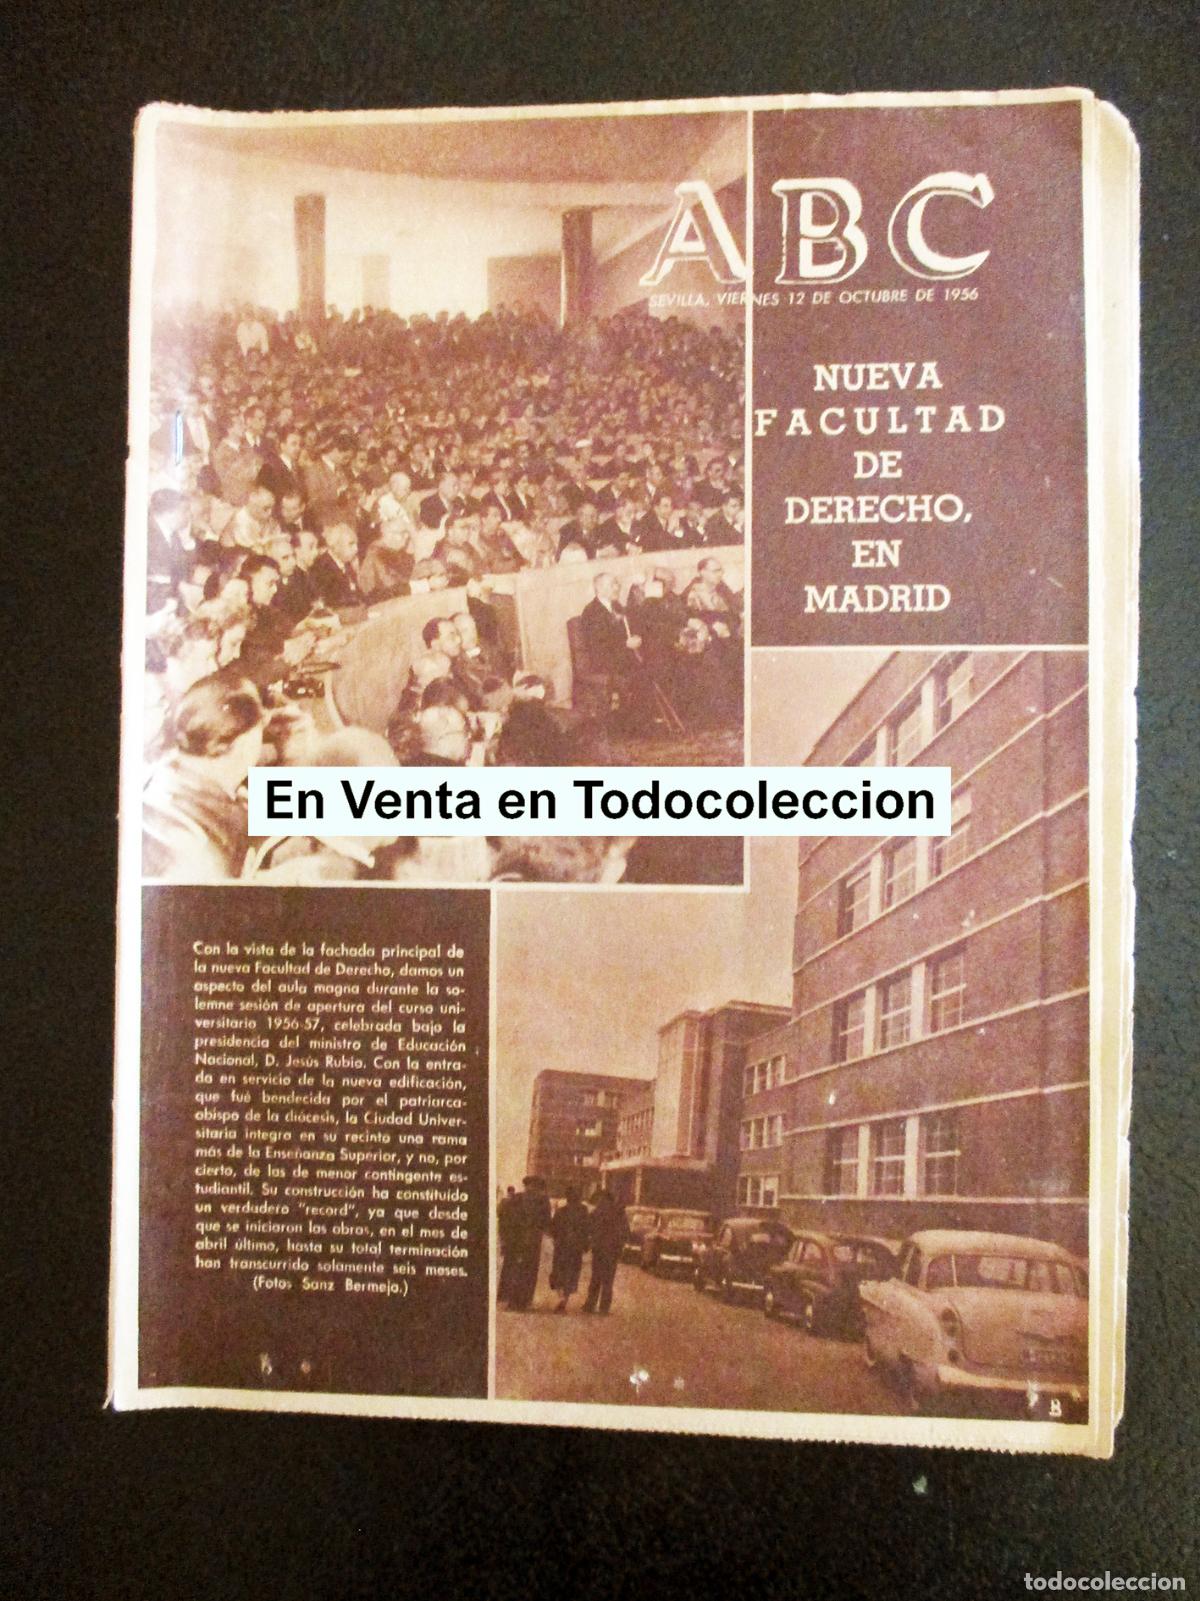 ABC
SEVILLA, VIERNES 12 DE OCTUBRE DE 1956
NUEVA
FACULTAD
DE
DERECHO,
EN
MADRID
En Venta en Todocoleccion
Con la vista de la fachada principal de
la nueva Facultad de Derecho, damos un
aspecto del aula magna durante la so-
lemne sesión de apertura del curso uni-
versitario 1956-57, celebrada bajo la
presidencia del ministro de Educación
Nacional, D. Jesús Rubio. Con la entra-
da en servicio de la nueva edificación,
que fué bendecida por el patriarca-
obispo de la diócesis, la Ciudad Univer-
sitaria integra en su recinto una rama
más de la Enseñanza Superior, y no, por
cierto, de las de menor contingente es-
tudiantil. Su construcción ha constituído
un verdadero "record", ya que desde
que se iniciaron las obras, en el mes de
abril último, hasta su total terminación
han transcurrido solamente seis meses.
(Fotos Sanz Bermejo.)
B
todocoleccion